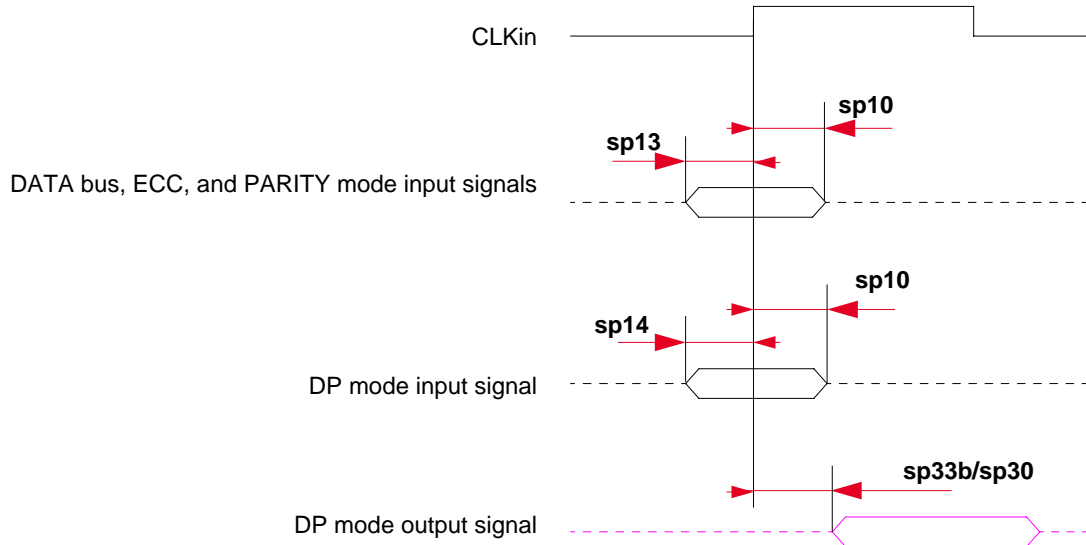 CLKin
sp10
sp13
DATA bus, ECC, and PARITY mode input signals
sp10
sp14
DP mode input signal
sp33b/sp30
DP mode output signal